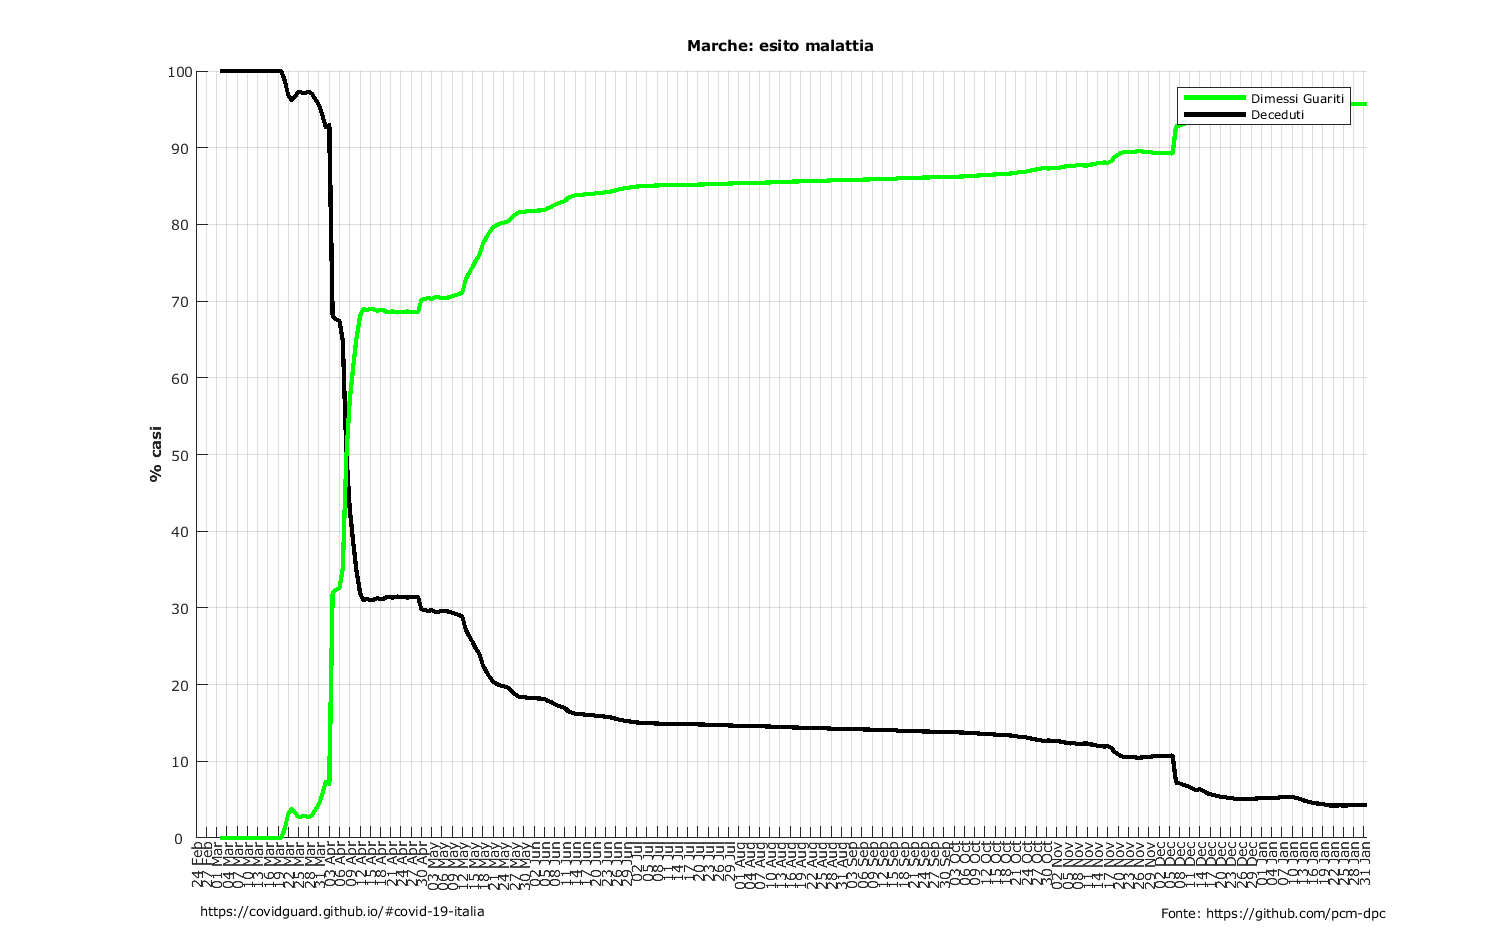 Marche: esito malattia
100
90
80
70
60
50
40
30
20
10
0
% casi
Dimessi Guariti
Deceduti
24 Feb
27 Feb
01 Mar
04 Mar
07 Mar
10 Mar
13 Mar
16 Mar
19 Mar
22 Mar
25 Mar
28 Mar
31 Mar
03 Apr
06 Apr
09 Apr
12 Apr
15 Apr
18 Apr
21 Apr
24 Apr
27 Apr
30 Apr
03 May
06 May
09 May
12 May
15 May
18 May
21 May
24 May
27 May
30 May
02 Jun
05 Jun
08 Jun
11 Jun
14 Jun
17 Jun
20 Jun
23 Jun
26 Jun
29 Jun
02 Jul
05 Jul
08 Jul
11 Jul
14 Jul
17 Jul
20 Jul
23 Jul
26 Jul
29 Jul
01 Aug
04 Aug
07 Aug
10 Aug
13 Aug
16 Aug
19 Aug
22 Aug
25 Aug
28 Aug
31 Aug
03 Sep
06 Sep
09 Sep
12 Sep
15 Sep
18 Sep
21 Sep
24 Sep
27 Sep
30 Sep
03 Oct
06 Oct
09 Oct
12 Oct
15 Oct
18 Oct
21 Oct
24 Oct
27 Oct
30 Oct
02 Nov
05 Nov
08 Nov
11 Nov
14 Nov
17 Nov
20 Nov
23 Nov
26 Nov
29 Nov
02 Dec
05 Dec
08 Dec
11 Dec
14 Dec
17 Dec
20 Dec
23 Dec
26 Dec
29 Dec
01 Jan
04 Jan
07 Jan
10 Jan
13 Jan
16 Jan
19 Jan
22 Jan
25 Jan
28 Jan
31 Jan
https://covidguard.github.io/#covid-19-italia
Fonte: https://github.com/pcm-dpc